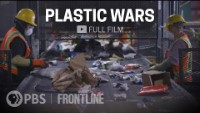 PLASTIC WARS
FULL FILM
PBS FRONTLINE